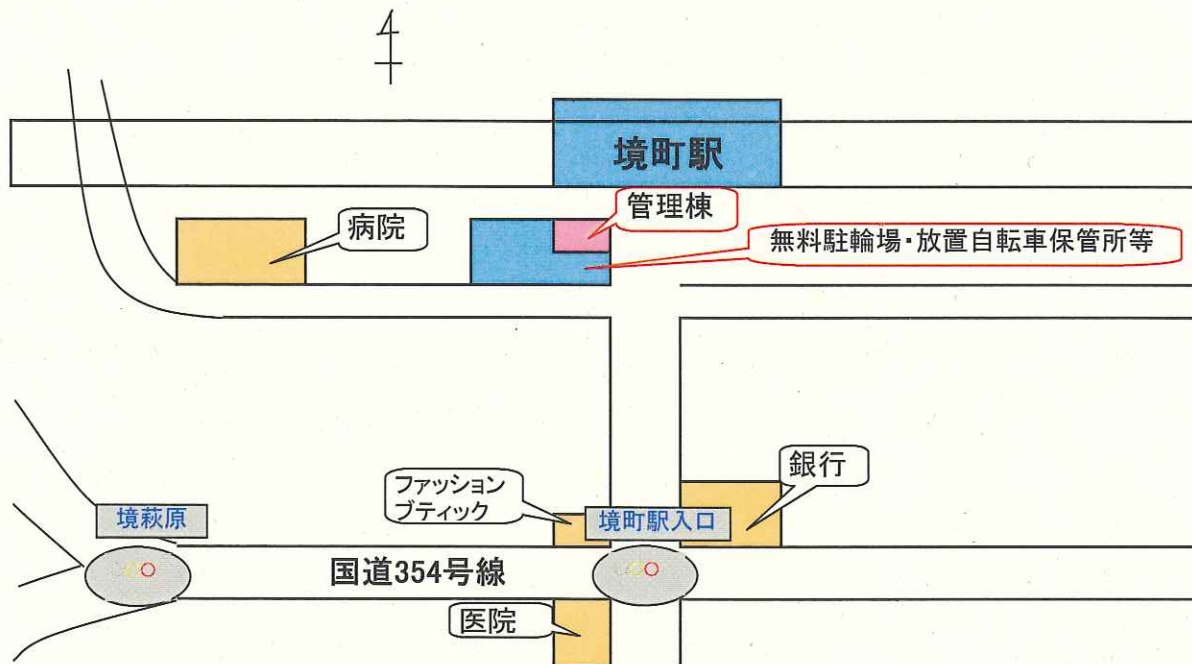 境町駅
管理棟
病院
無料駐輪場・放置自転車保管所等
銀行
ファッション
ブティック
境萩原
境町駅入口
国道354号線
医院